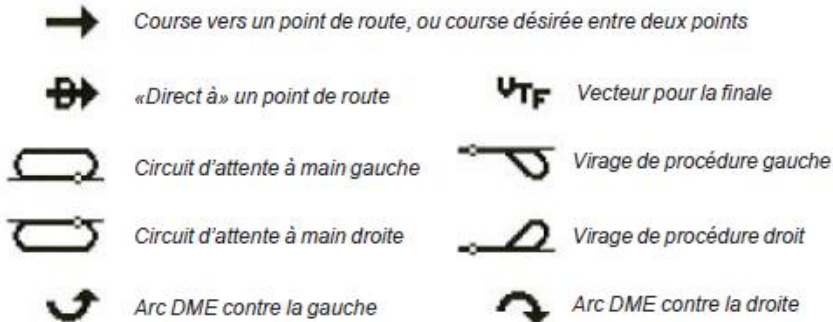 Course vers un point de route, ou course désirée entre deux points
«Direct à» un point de route
VTF Vecteur pour la finale
Circuit d'attente à main gauche
Virage de procédure gauche
Circuit d'attente à main droite
Virage de procédure droit
Arc DME contre la gauche
Arc DME contre la droite